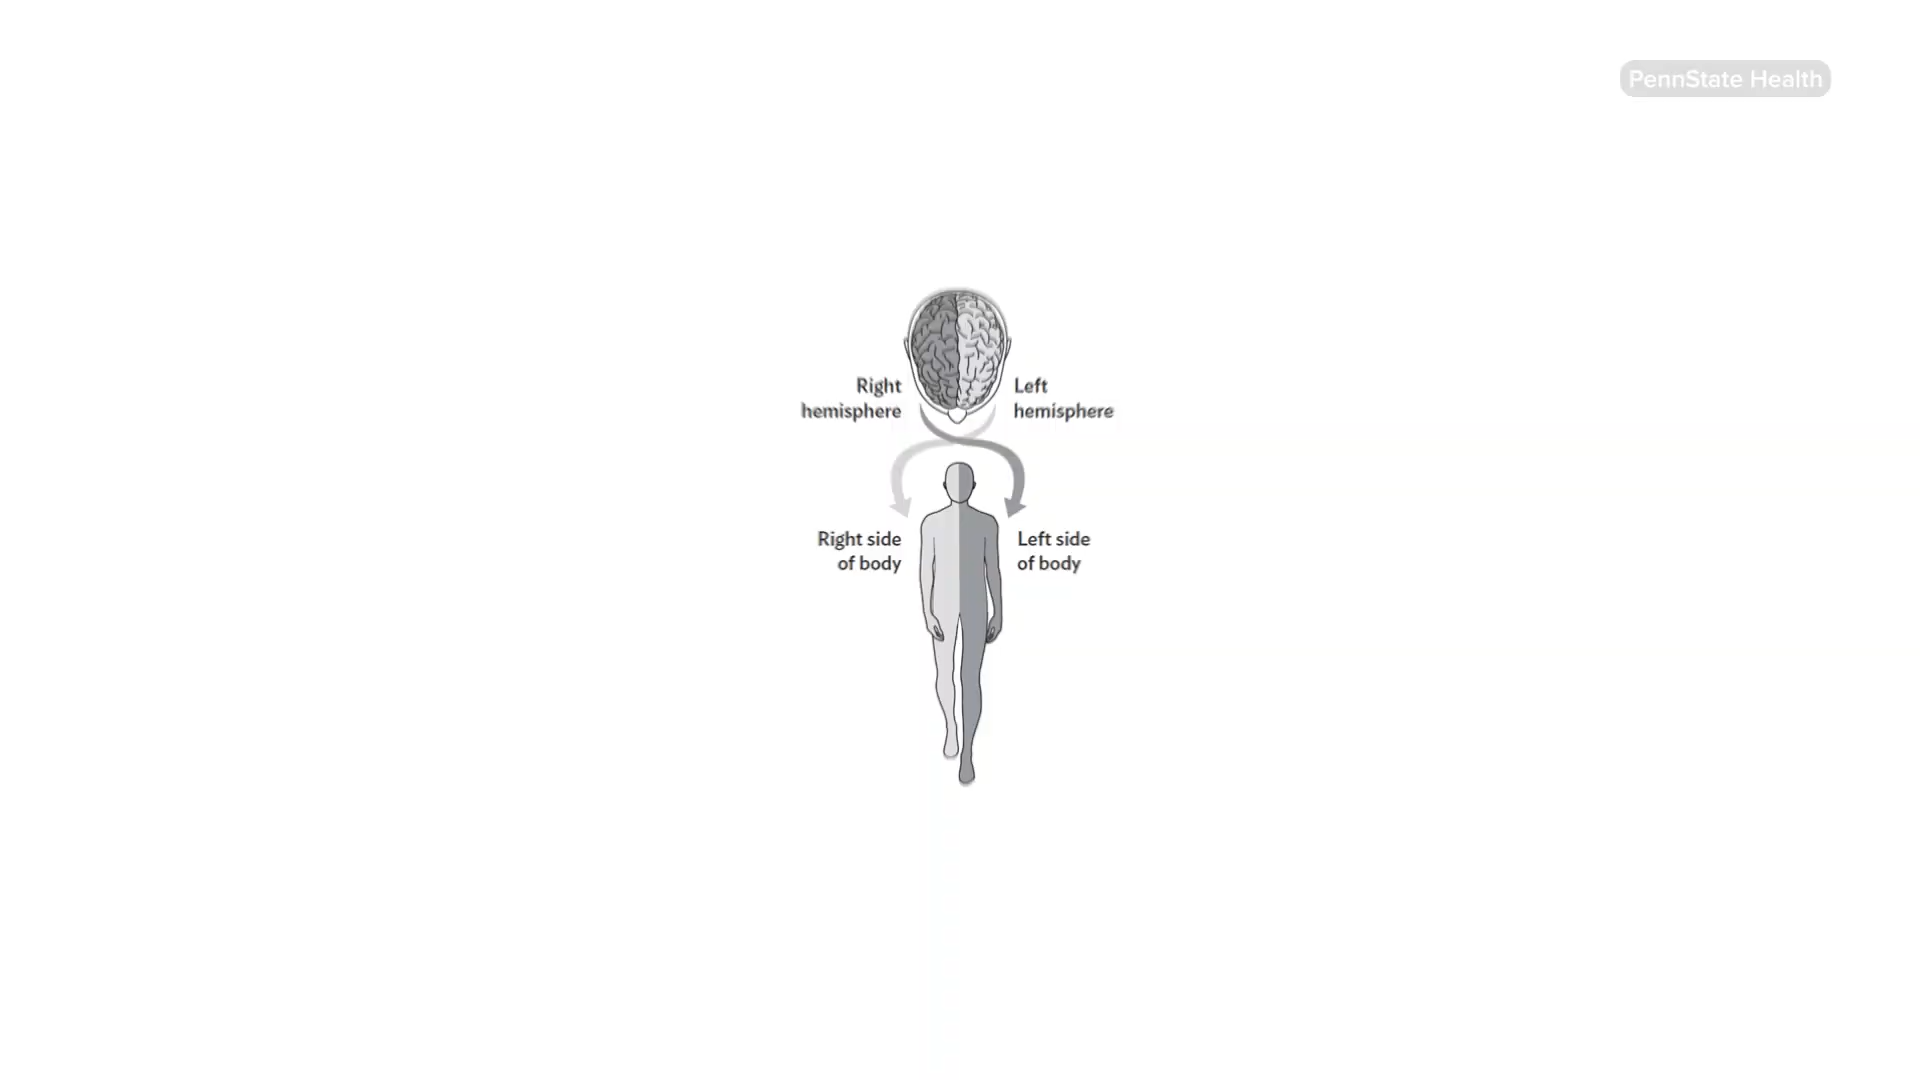 PennState Health
Right
hemisphere
Left
hemisphere
Right side
of body
Left side
of body